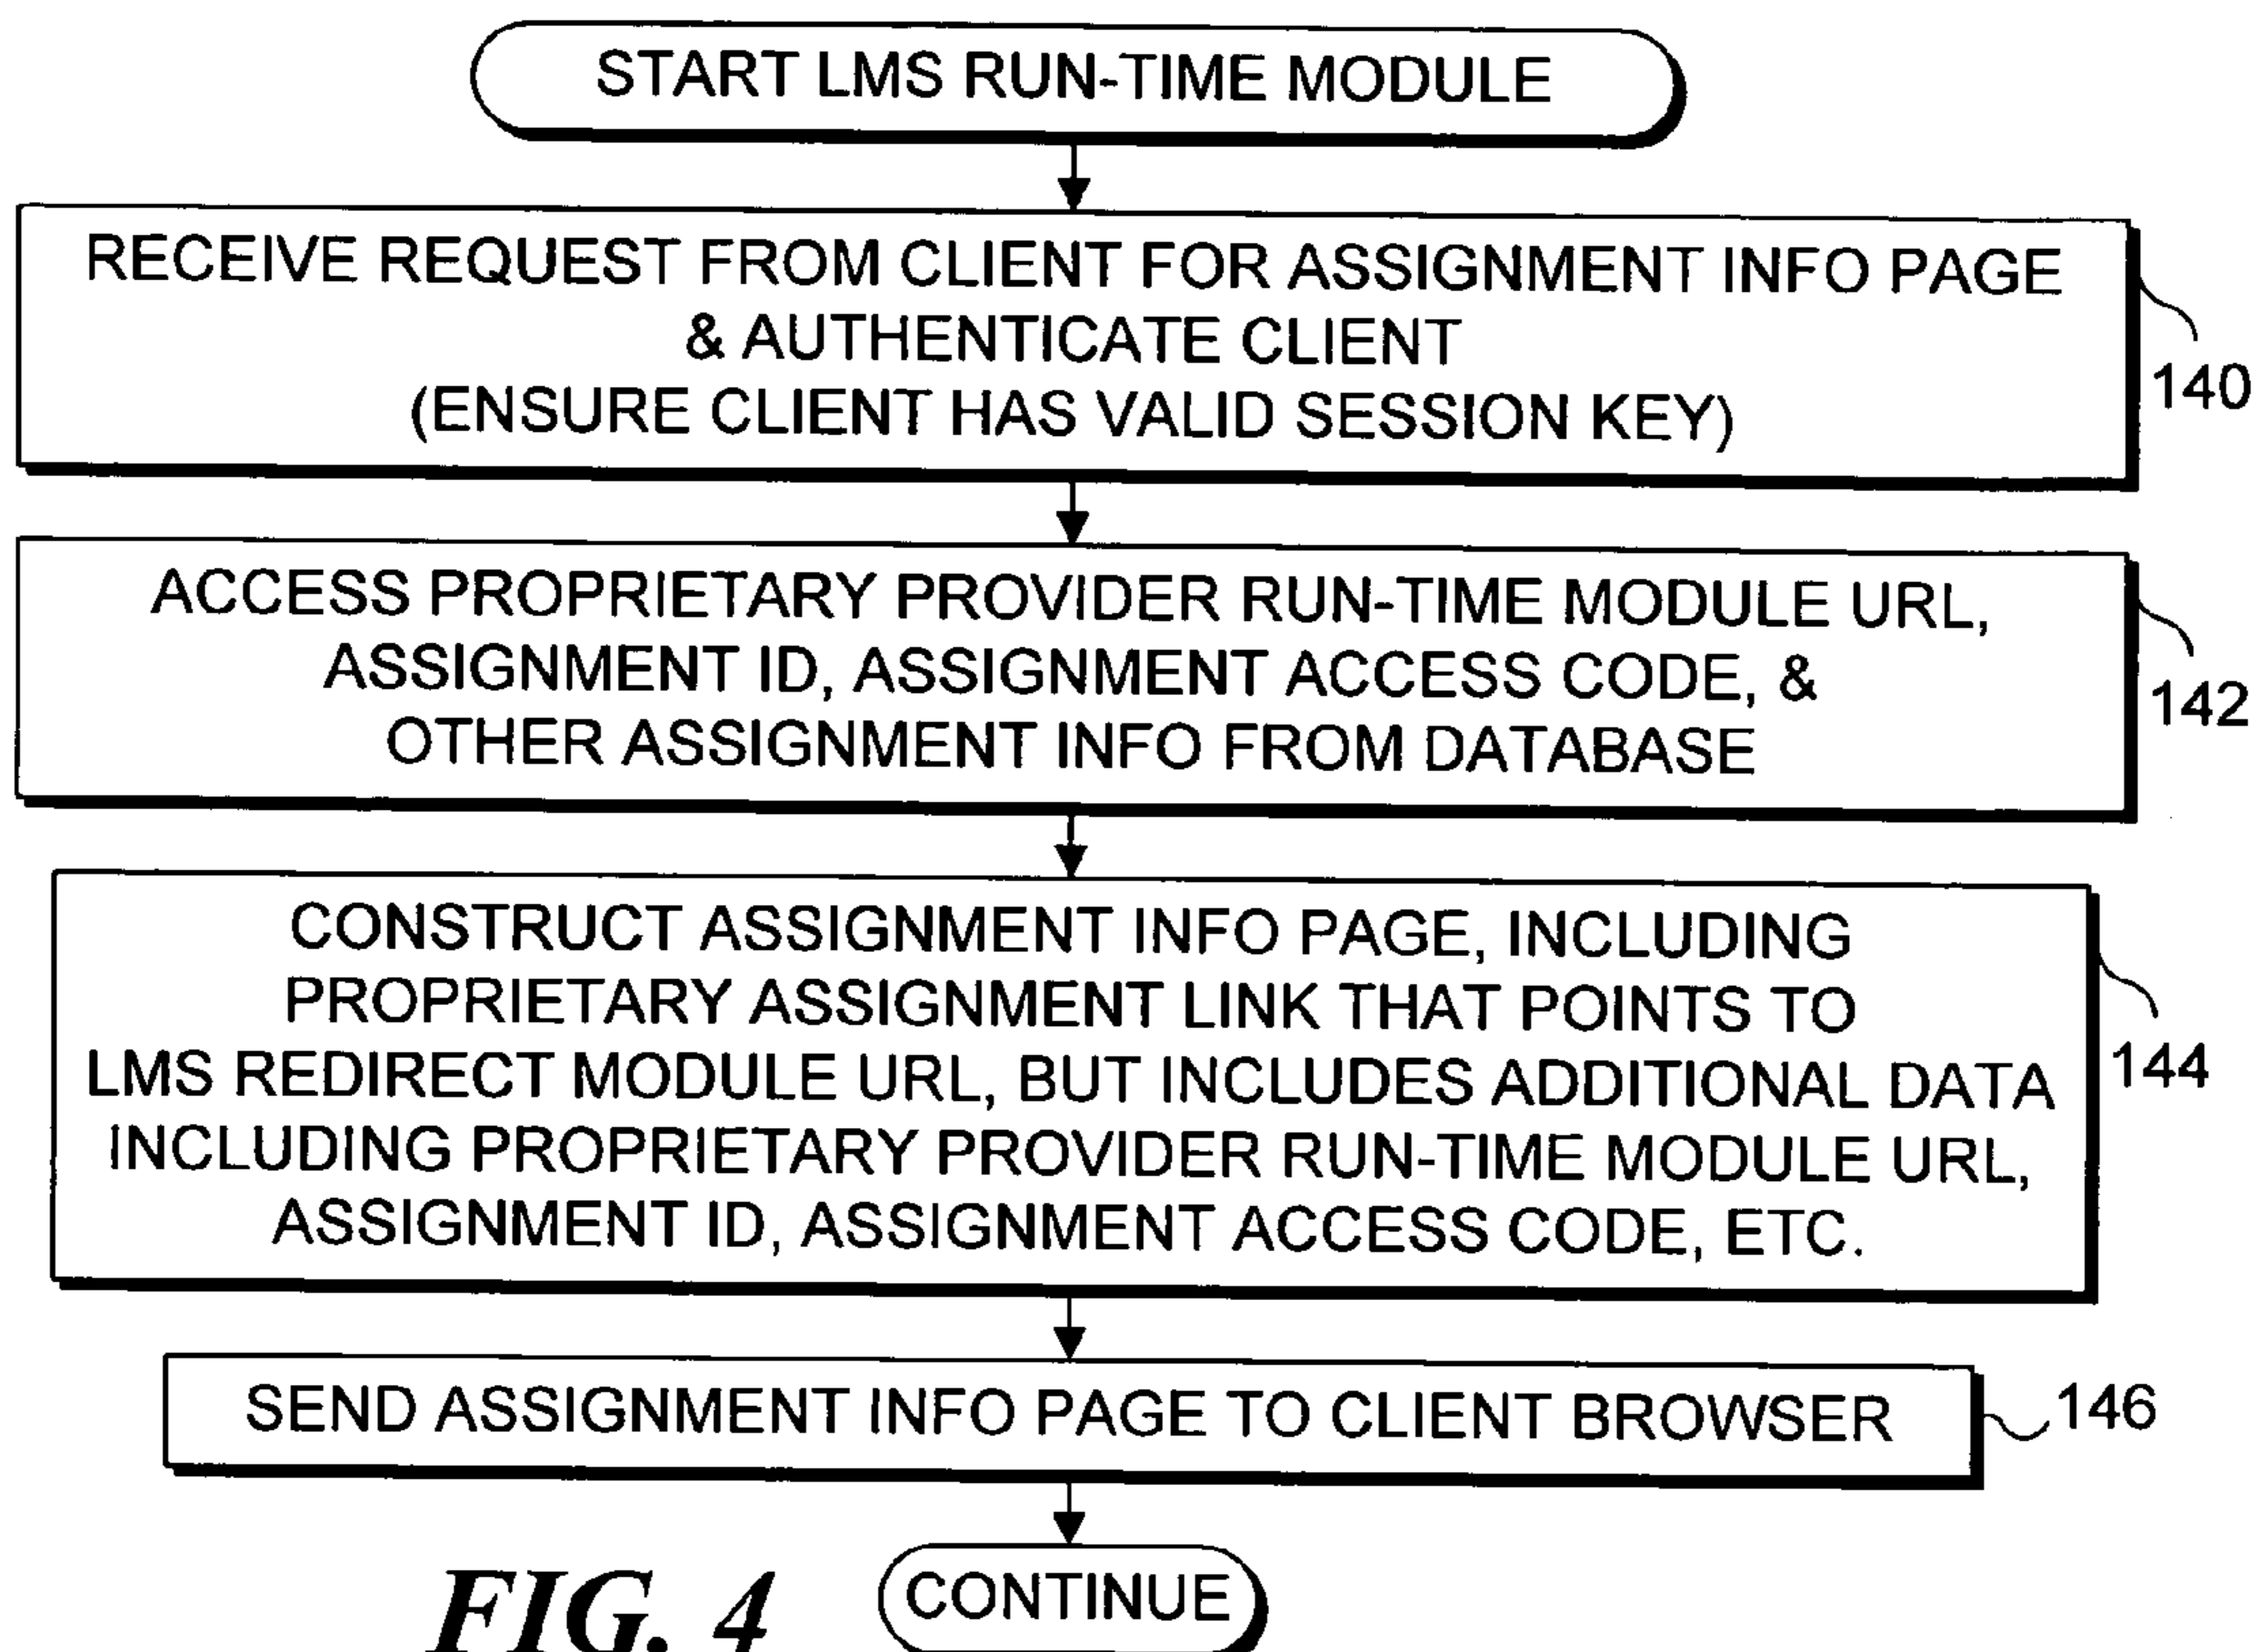 START LMS RUN-TIME MODULE
RECEIVE REQUEST FROM CLIENT FOR ASSIGNMENT INFO PAGE
& AUTHENTICATE CLIENT
(ENSURE CLIENT HAS VALID SESSION KEY)
140
ACCESS PROPRIETARY PROVIDER RUN-TIME MODULE URL,
ASSIGNMENT ID, ASSIGNMENT ACCESS CODE, &
OTHER ASSIGNMENT INFO FROM DATABASE
142
CONSTRUCT ASSIGNMENT INFO PAGE, INCLUDING
PROPRIETARY ASSIGNMENT LINK THAT POINTS TO
LMS REDIRECT MODULE URL, BUT INCLUDES ADDITIONAL DATA
INCLUDING PROPRIETARY PROVIDER RUN-TIME MODULE URL,
ASSIGNMENT ID, ASSIGNMENT ACCESS CODE, ETC.
144
SEND ASSIGNMENT INFO PAGE TO CLIENT BROWSER
146
CONTINUE
FIG. 4